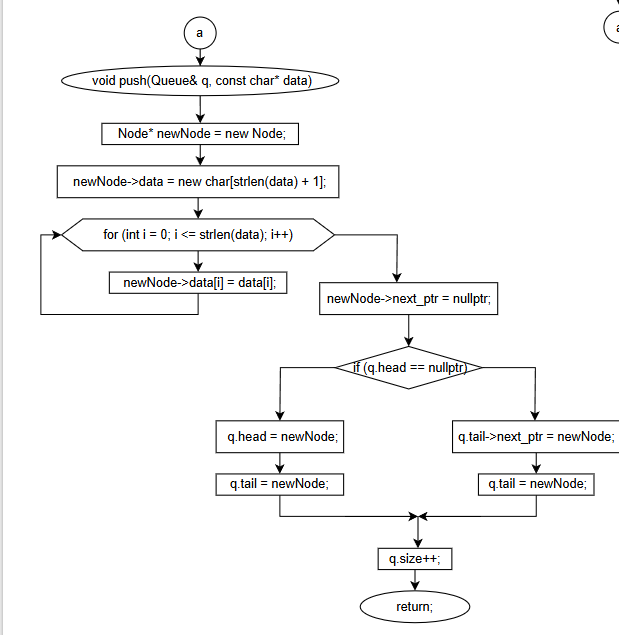 a
void push(Queue& q, const char* data)
Node* newNode = new Node;
newNode->data = new char[strlen(data) + 1];
for (int i = 0; i <= strlen(data); i++)
newNode->data[i] = data[i];
newNode->next_ptr = nullptr;
if (q.head == nullptr)
q.head = newNode;
q.tail->next_ptr = newNode;
q.tail = newNode;
q.tail = newNode;
q.size++;
return;